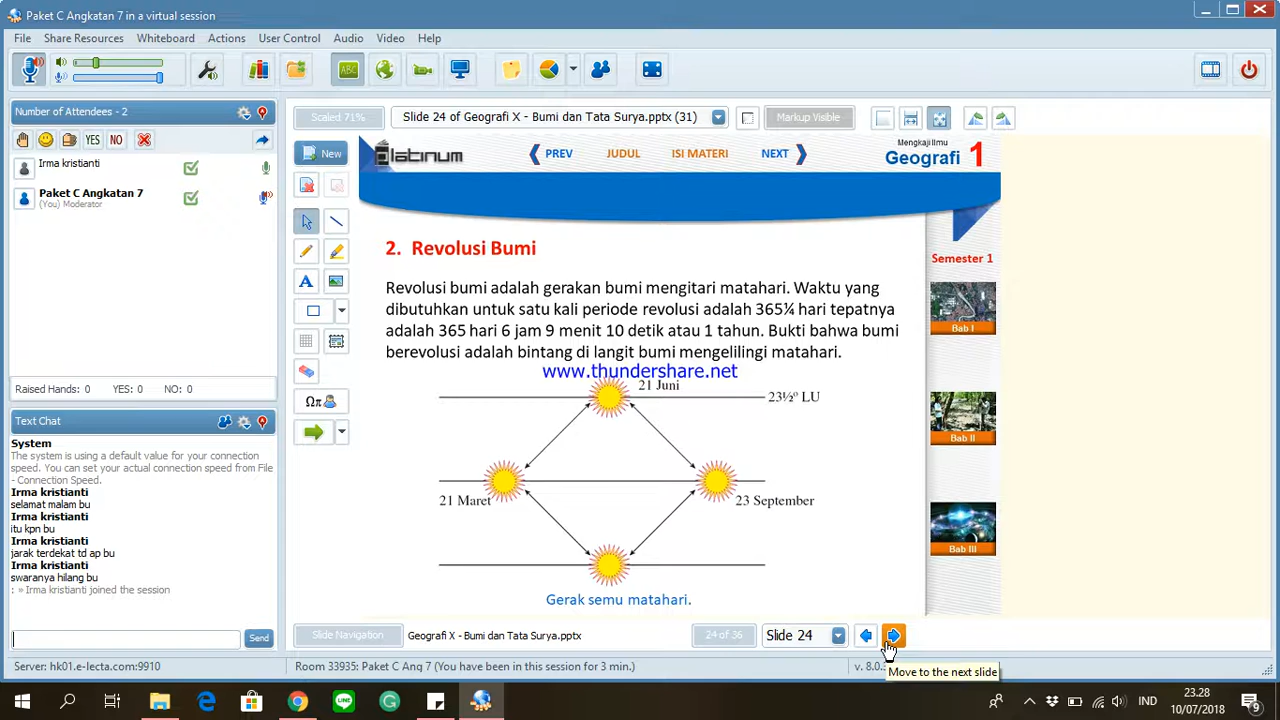 Paket C Angkatan 7 in a virtual session
File Share Resources Whiteboard Actions User Control Audio Video Help
ABC
Number of Attendees - 2
YES NO
Irma kristianti
Paket C Angkatan 7
(You) Moderator
Raised Hands: 0 YES: 0 NO: 0
Text Chat
System
The system is using a default value for your connection
speed. You can set your actual connection speed from File
- Connection Speed.
Irma kristianti
selamat malam bu
Irma kristianti
itu kpn bu
Irma kristianti
jarak terdekat td ap bu
Irma kristianti
swaranya hilang bu
: » Irma kristianti joined the session
Send
Scaled 71%
Slide 24 of Geografi X - Bumi dan Tata Surya.pptx (31)
Markup Visible
New
A
Ωπ
Platinum
PREV JUDUL ISI MATERI NEXT
Mengkaji Ilmu
Geografi 1
2. Revolusi Bumi
Revolusi bumi adalah gerakan bumi mengitari matahari. Waktu yang
dibutuhkan untuk satu kali periode revolusi adalah 365¼ hari tepatnya
adalah 365 hari 6 jam 9 menit 10 detik atau 1 tahun. Bukti bahwa bumi
berevolusi adalah bintang di langit bumi mengelilingi matahari.
www.thundershare.net
21 Juni
23½° LU
21 Maret
23 September
Gerak semu matahari.
Semester 1
Bab I
Bab II
Bab III
Slide Navigation
Geografi X - Bumi dan Tata Surya.pptx
24 of 36
Slide 24
Move to the next slide
Server: hk01.e-lecta.com:9910
Room 33935: Paket C Ang 7 (You have been in this session for 3 min.)
v. 8.0.
IND
23.28
10/07/2018
9